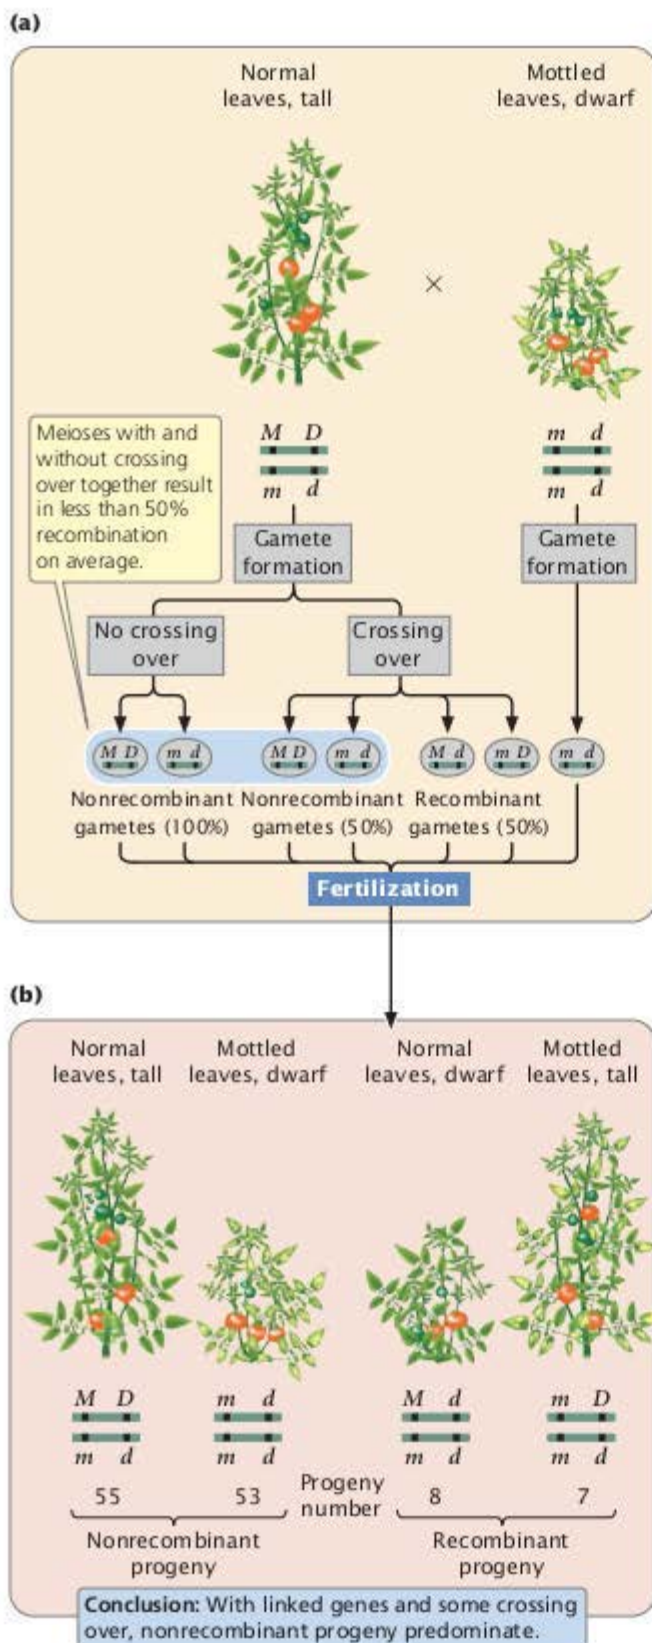 (a)
Normal
leaves, tall
Mottled
leaves, dwarf
×
Meioses with and
without crossing
over together result
in less than 50%
recombination
on average.
M D
m d
m d
m d
Gamete
formation
Gamete
formation
No crossing
over
Crossing
over
M D
m d
M D
m d
M d
m D
m d
Nonrecombinant
gametes (100%)
Nonrecombinant
gametes (50%)
Recombinant
gametes (50%)
Fertilization
(b)
Normal
leaves, tall
Mottled
leaves, dwarf
Normal
leaves, dwarf
Mottled
leaves, tall
M D
m d
m d
m d
M d
m d
m D
m d
55
53
Progeny
number
8
7
Nonrecombinant
progeny
Recombinant
progeny
Conclusion: With linked genes and some crossing
over, nonrecombinant progeny predominate.